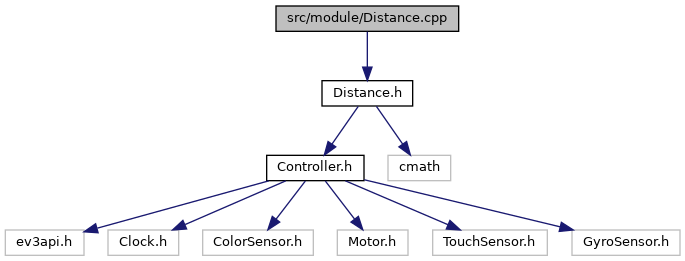 src/module/Distance.cpp
Distance.h
Controller.h
cmath
ev3api.h
Clock.h
ColorSensor.h
Motor.h
TouchSensor.h
GyroSensor.h